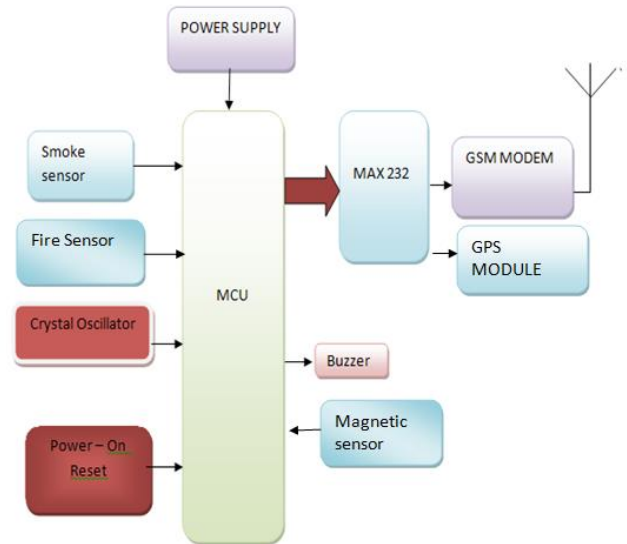 POWER SUPPLY
Smoke
sensor
MAX 232
GSM MODEM
Fire Sensor
GPS
MODULE
MCU
Crystal Oscillator
Buzzer
Magnetic
sensor
Power – On
Reset